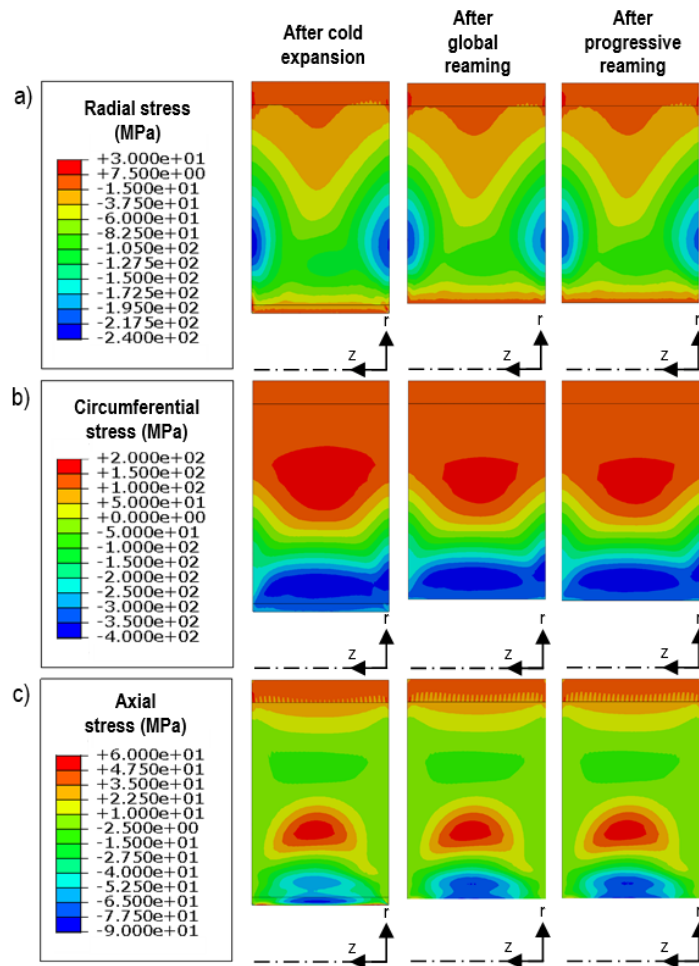 After cold
expansion
After
global
reaming
After
progressive
reaming
a)
Radial stress
(MPa)
+3.000e+01
+7.500e+00
-1.500e+01
-3.750e+01
-6.000e+01
-8.250e+01
-1.050e+02
-1.275e+02
-1.500e+02
-1.725e+02
-1.950e+02
-2.175e+02
-2.400e+02
r
z
r
z
r
z
b)
Circumferential
stress (MPa)
+2.000e+02
+1.500e+02
+1.000e+02
+5.000e+01
+0.000e+00
-5.000e+01
-1.000e+02
-1.500e+02
-2.000e+02
-2.500e+02
-3.000e+02
-3.500e+02
-4.000e+02
r
z
r
z
r
z
c)
Axial
stress (MPa)
+6.000e+01
+4.750e+01
+3.500e+01
+2.250e+01
+1.000e+01
-2.500e+00
-1.500e+01
-2.750e+01
-4.000e+01
-5.250e+01
-6.500e+01
-7.750e+01
-9.000e+01
r
z
r
z
r
z